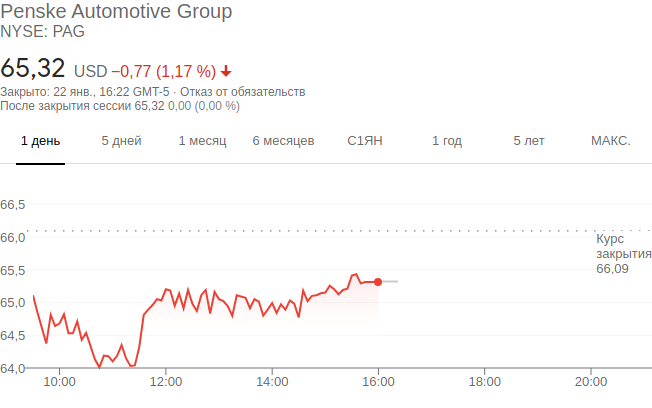 Penske Automotive Group
NYSE: PAG
65,32 USD −0,77 (1,17 %)
Закрыто: 22 янв., 16:22 GMT-5 · Отказ от обязательств
После закрытия сессии 65,32 0,00 (0,00 %)
1 день 5 дней 1 месяц 6 месяцев С1ЯН 1 год 5 лет МАКС.
66,5
66,0
Курс
закрытия
66,09
65,5
65,0
64,5
64,0
10:00 12:00 14:00 16:00 18:00 20:00